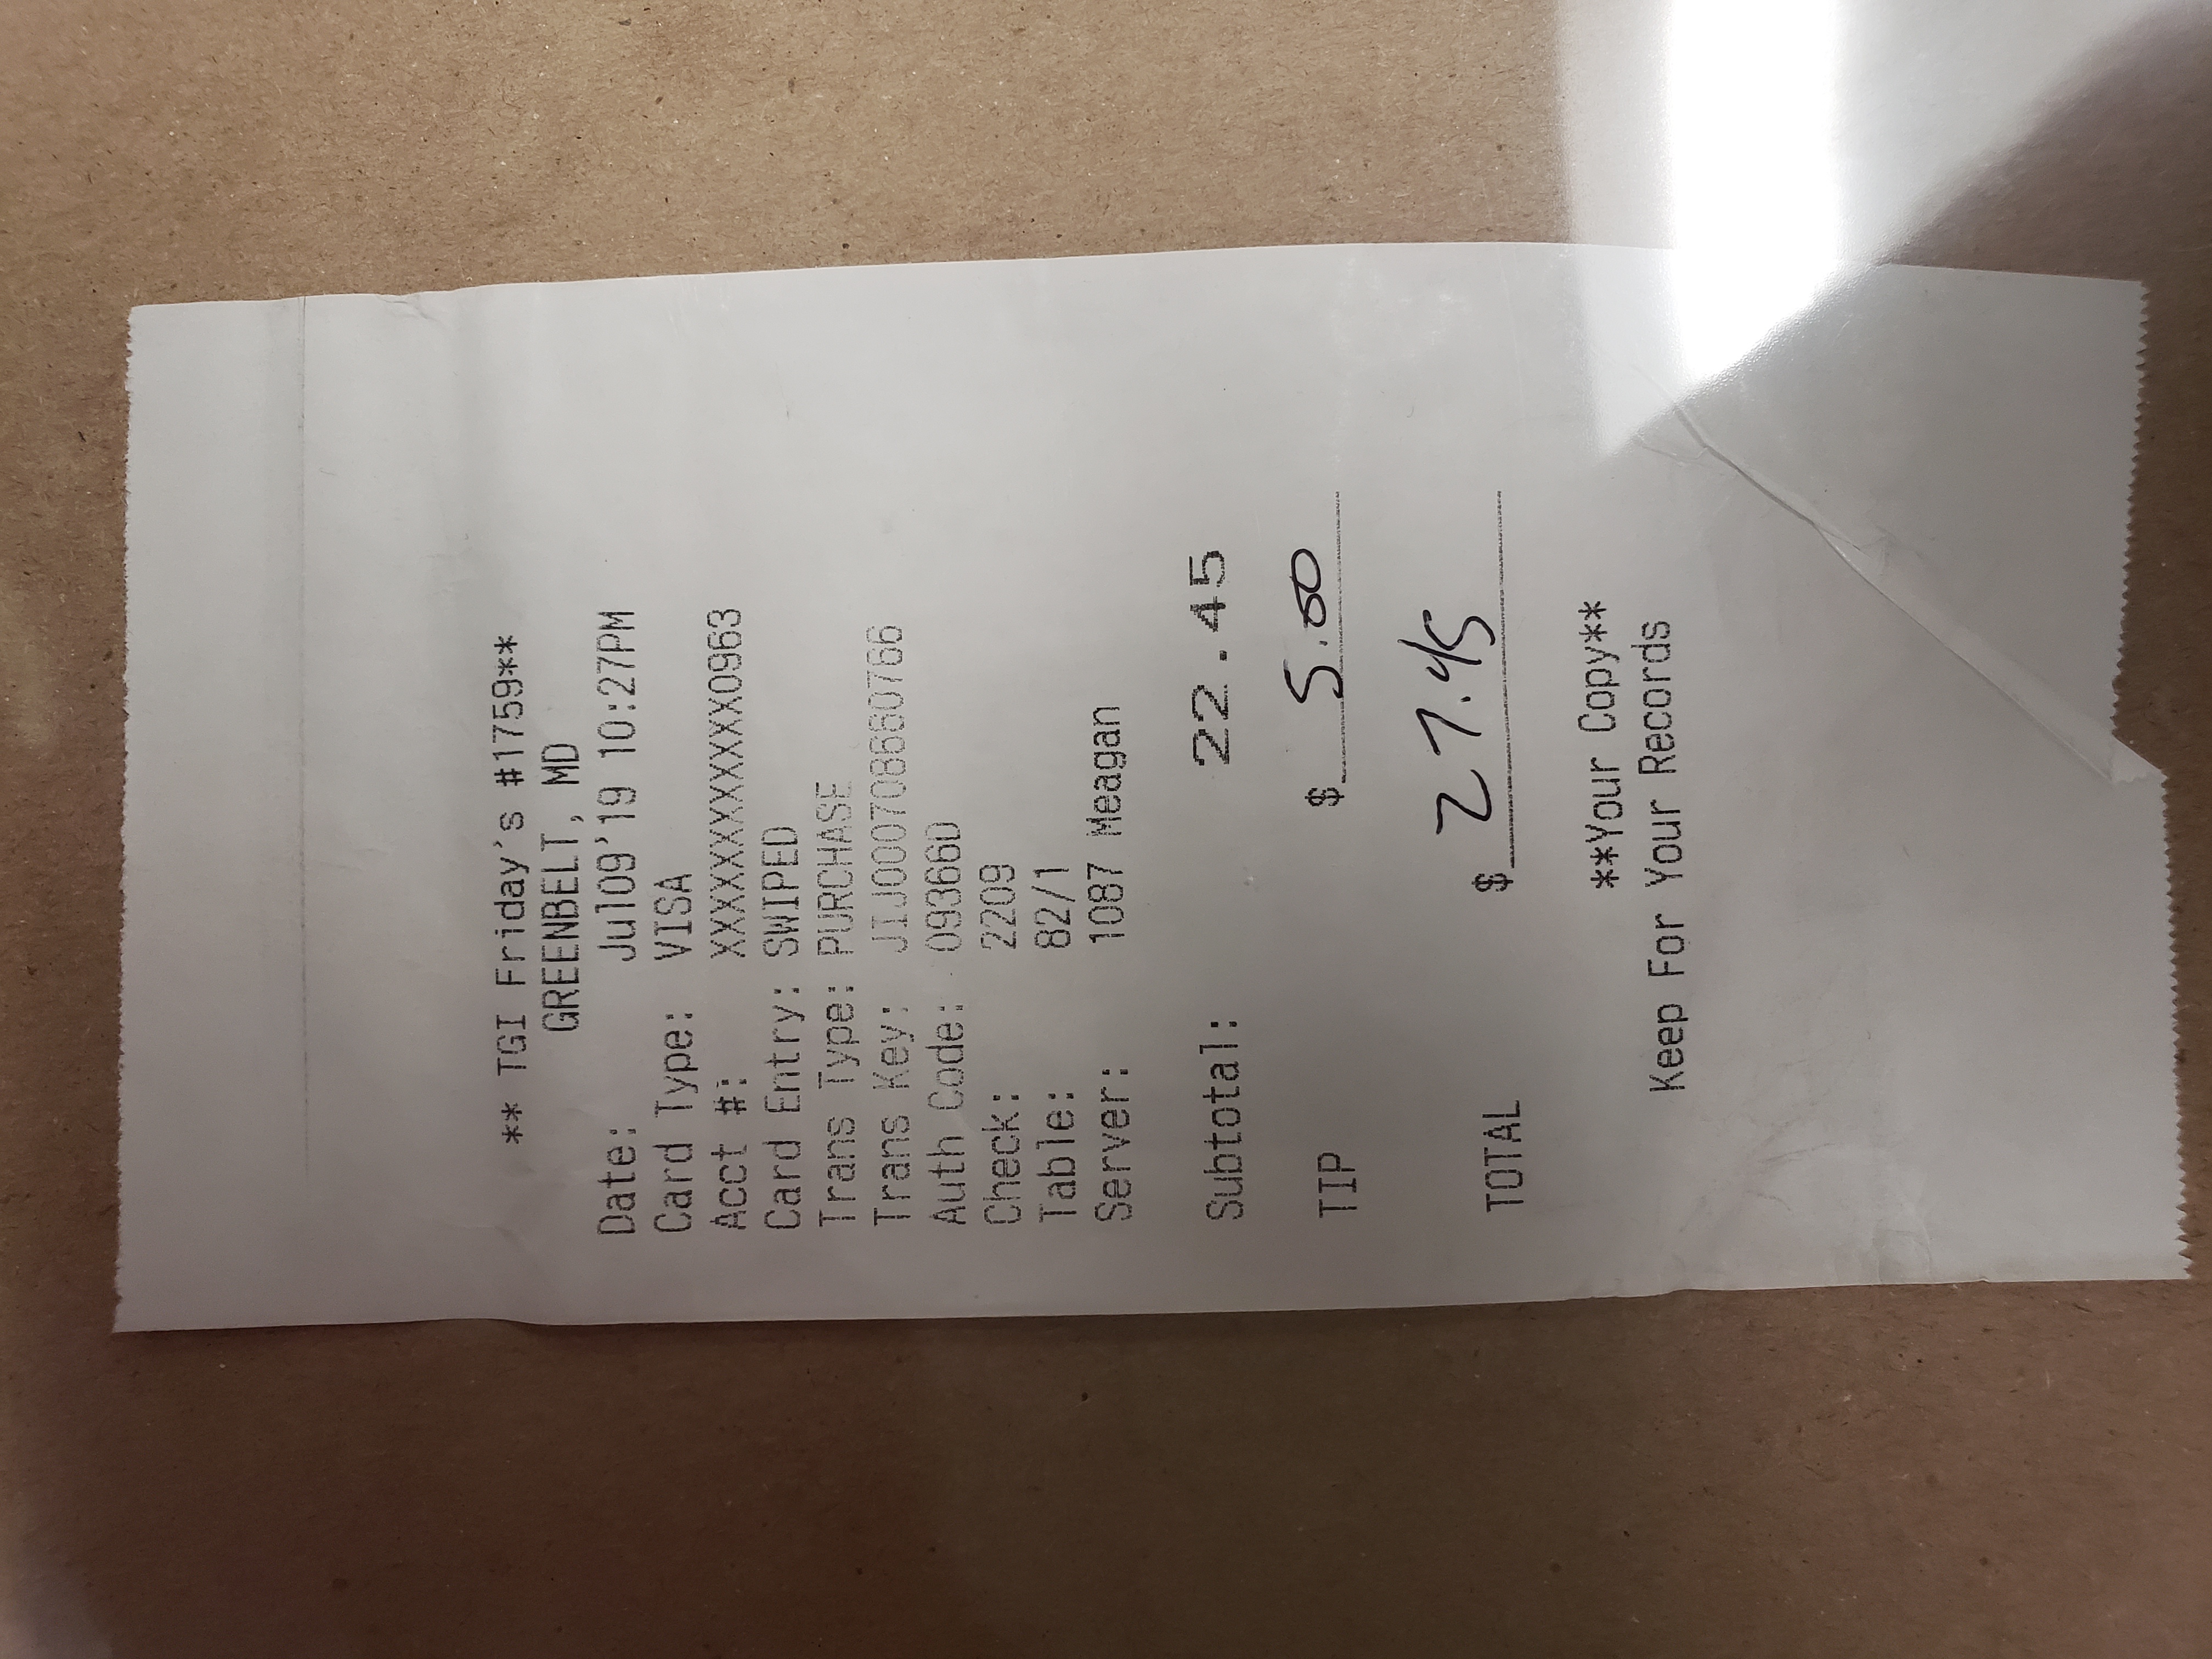 ** TGI Friday's #1759**
GREENBELT, MD
Date: Jul09'19 10:27PM
Card Type: VISA
Acct #: XXXXXXXXXXXX0963
Card Entry: SWIPED
Trans Type: PURCHASE
Trans Key: JIJ007088660766
Auth Code: 09366D
Check: 2209
Table: 82/1
Server: 1087 Meagan
Subtotal: 22.45
TIP $ 5.00
TOTAL $ 27.45
**Your Copy**
Keep For Your Records